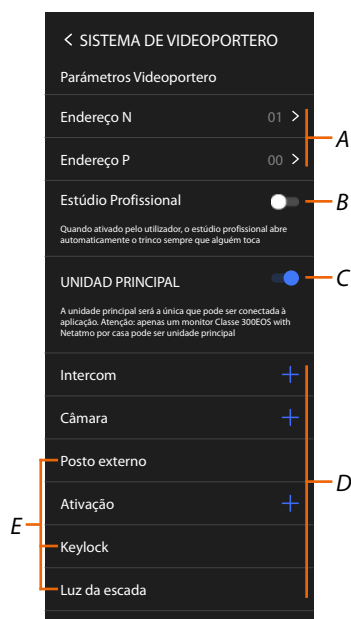 < SISTEMA DE VIDEOPORTERO
Parámetros Videoportero
Endereço N 01 >
A
Endereço P 00 >
Estúdio Profissional
B
Quando ativado pelo utilizador, o estúdio profissional abre
automaticamente o trinco sempre que alguém toca
UNIDAD PRINCIPAL
C
A unidade principal será a única que pode ser conectada à
aplicação. Atenção: apenas um monitor Classe 300EOS with
Netatmo por casa pode ser unidade principal
Intercom +
Câmara +
Posto externo
D
Ativação +
E
Keylock
Luz da escada